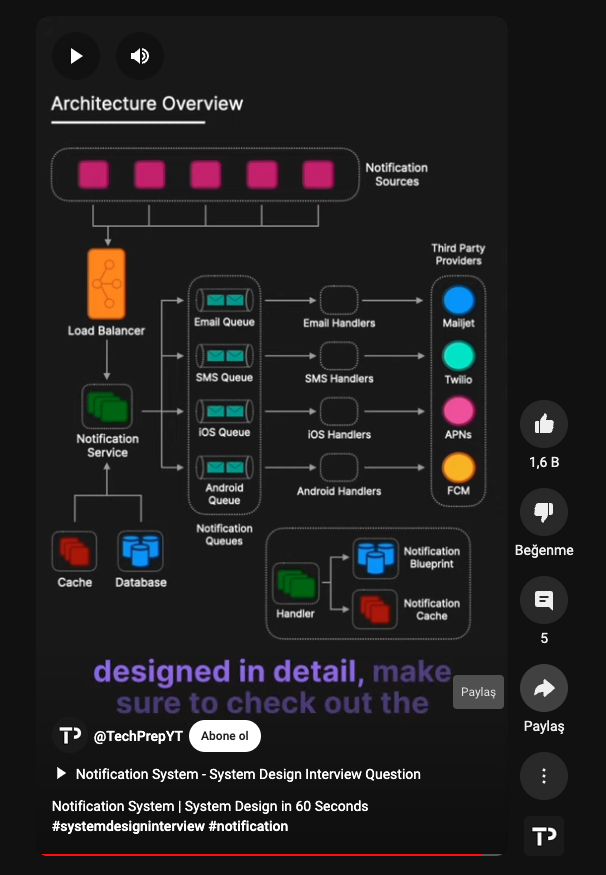 Architecture Overview
Notification
Sources
Third Party
Providers
Load Balancer
Email Queue
Email Handlers
Mailjet
SMS Queue
SMS Handlers
Twilio
Notification
Service
iOS Queue
iOS Handlers
APNs
Android
Queue
Android Handlers
FCM
Notification
Queues
Cache
Database
Handler
Notification
Blueprint
Notification
Cache
designed in detail, make
sure to check out the
TP @TechPrepYT Abone ol
Notification System - System Design Interview Question
Notification System | System Design in 60 Seconds
#systemdesigninterview #notification
1,6 B
Beğenme
5
Paylaş
Paylaş
TP